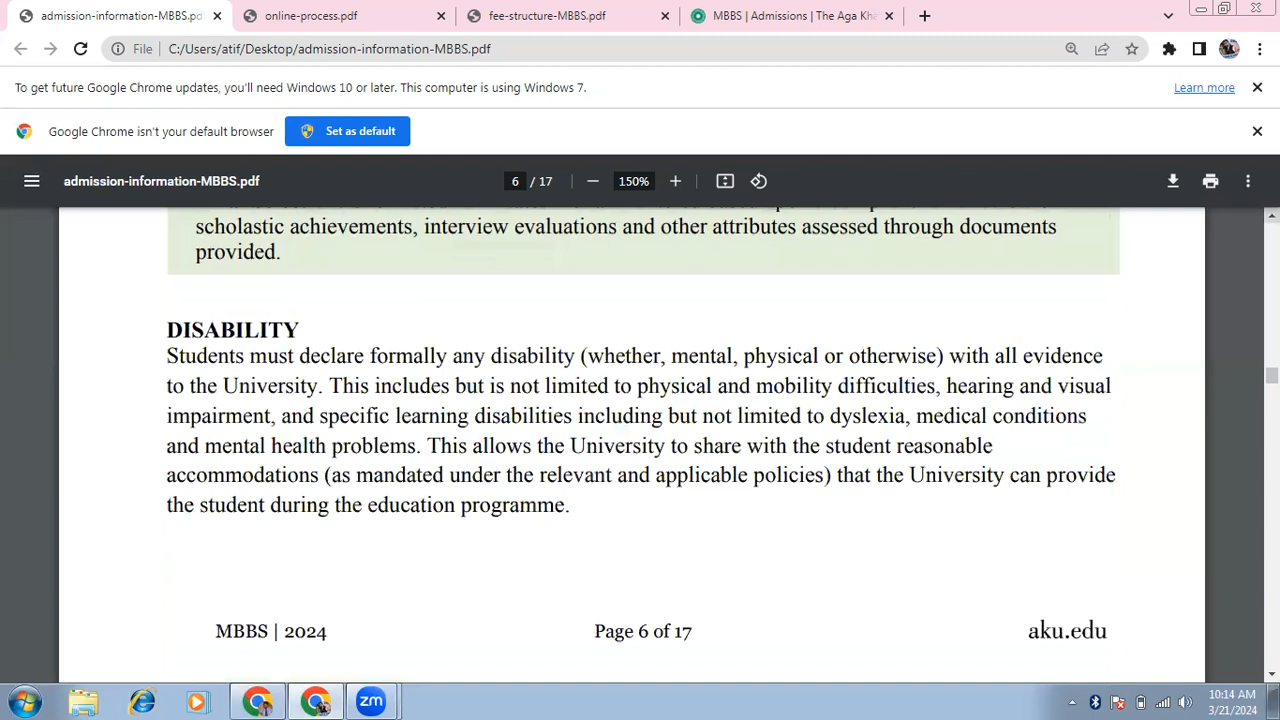 admission-information-MBBS.pdf
online-process.pdf
fee-structure-MBBS.pdf
MBBS | Admissions | The Aga Kha
File
C:/Users/atif/Desktop/admission-information-MBBS.pdf
To get future Google Chrome updates, you'll need Windows 10 or later. This computer is using Windows 7.
Learn more
Google Chrome isn't your default browser
Set as default
admission-information-MBBS.pdf
6 / 17
150%
scholastic achievements, interview evaluations and other attributes assessed through documents
provided.
DISABILITY
Students must declare formally any disability (whether, mental, physical or otherwise) with all evidence
to the University. This includes but is not limited to physical and mobility difficulties, hearing and visual
impairment, and specific learning disabilities including but not limited to dyslexia, medical conditions
and mental health problems. This allows the University to share with the student reasonable
accommodations (as mandated under the relevant and applicable policies) that the University can provide
the student during the education programme.
MBBS | 2024
Page 6 of 17
aku.edu
zm
10:14 AM
3/21/2024